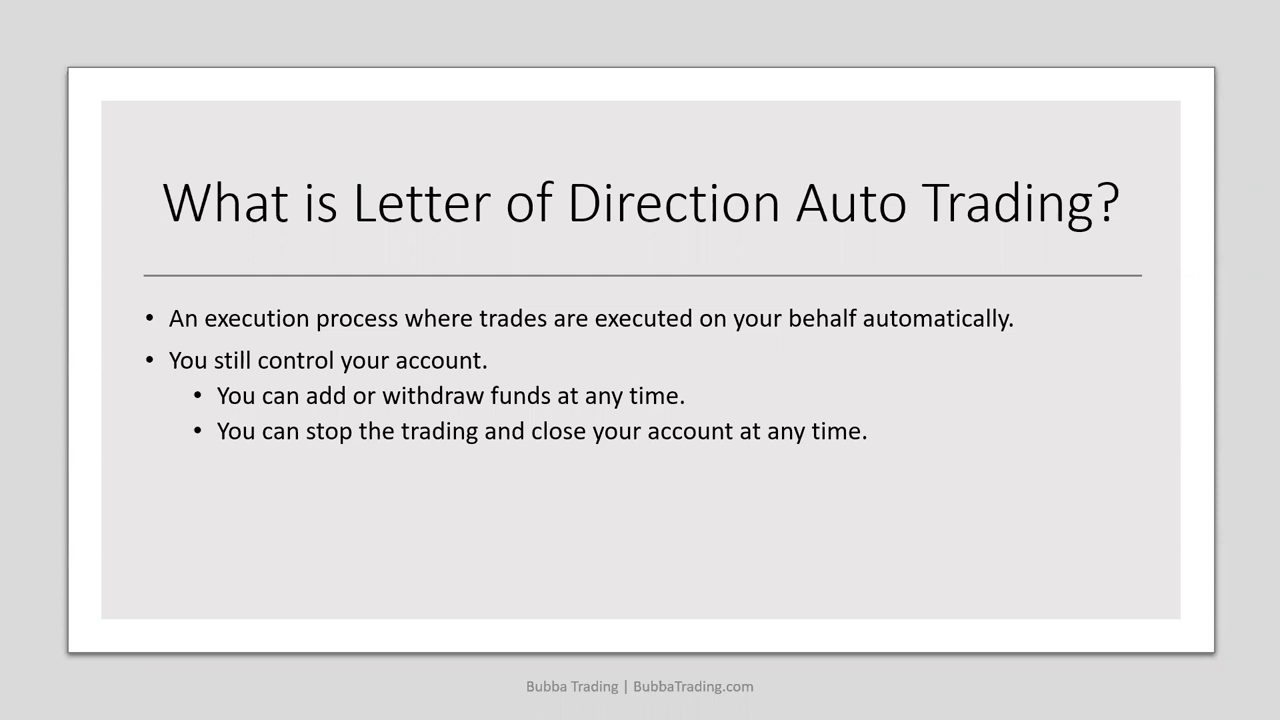 What is Letter of Direction Auto Trading?
• An execution process where trades are executed on your behalf automatically.
• You still control your account.
• You can add or withdraw funds at any time.
• You can stop the trading and close your account at any time.
Bubba Trading | BubbaTrading.com